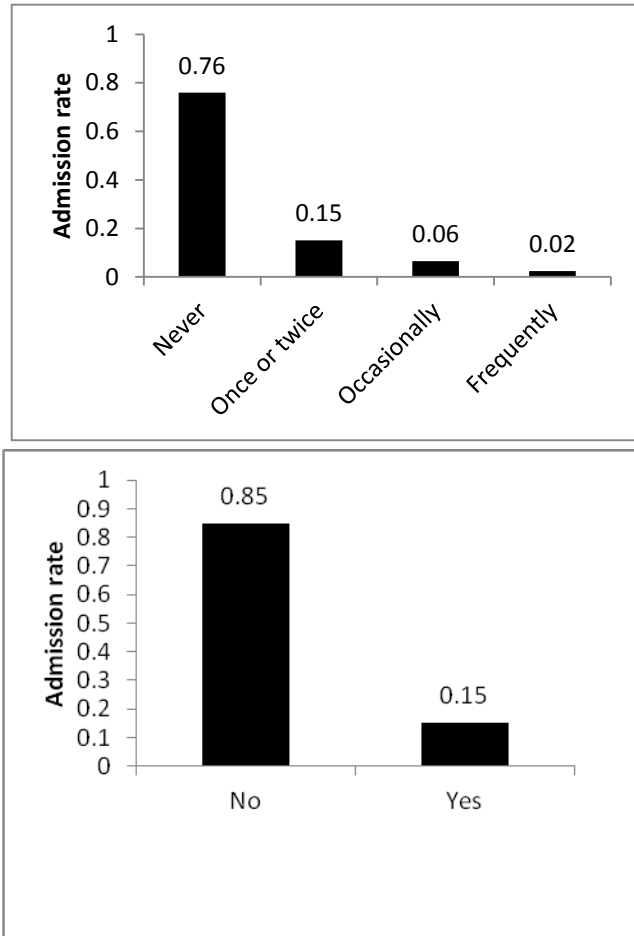 Admission rate
1
0.8
0.6
0.4
0.2
0
0.76
0.15
0.06
0.02
Never
Once or twice
Occasionally
Frequently
Admission rate
1
0.9
0.8
0.7
0.6
0.5
0.4
0.3
0.2
0.1
0
0.85
0.15
No
Yes